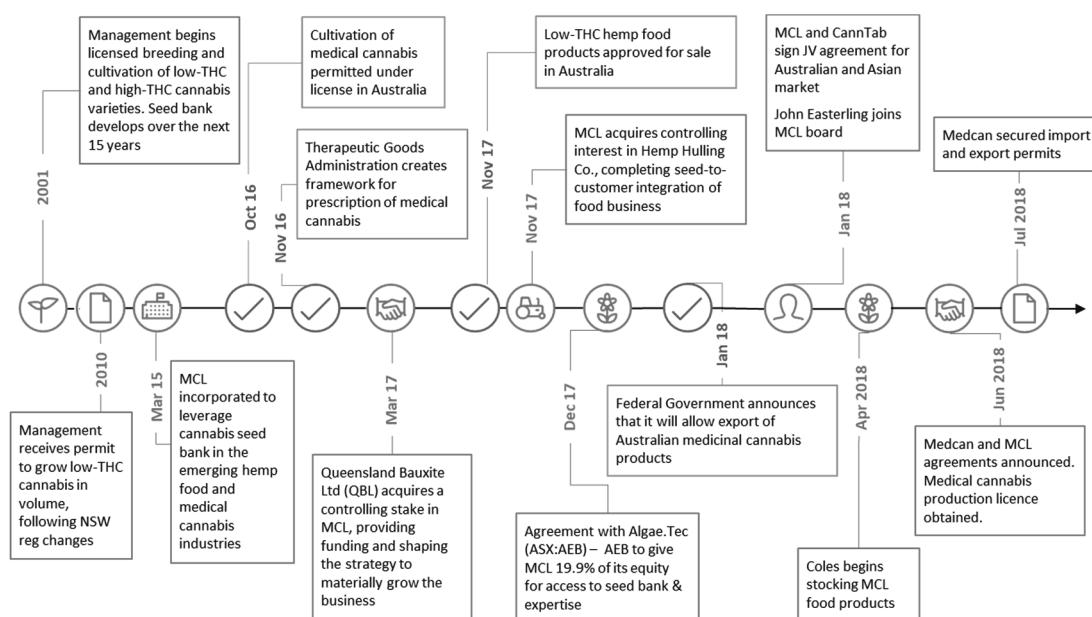 Management begins
licensed breeding and
cultivation of low-THC
and high-THC cannabis
varieties. Seed bank
develops over the next
15 years
2001
2010
Management
receives permit
to grow low-THC
cannabis in
volume,
following NSW
reg changes
Mar 15
MCL
incorporated to
leverage
cannabis seed
bank in the
emerging hemp
food and
medical
cannabis
industries
Cultivation of
medical cannabis
permitted under
license in Australia
Oct 16
Therapeutic Goods
Administration creates
framework for
prescription of medical
cannabis
Nov 16
Mar 17
Queensland Bauxite
Ltd (QBL) acquires a
controlling stake in
MCL, providing
funding and shaping
the strategy to
materially grow the
business
Low-THC hemp food
products approved for sale
in Australia
Nov 17
MCL acquires controlling
interest in Hemp Hulling
Co., completing seed-to-
customer integration of
food business
Nov 17
Dec 17
Agreement with Algae.Tec
(ASX:AEB) – AEB to give
MCL 19.9% of its equity
for access to seed bank &
expertise
Jan 18
Federal Government announces
that it will allow export of
Australian medicinal cannabis
products
MCL and CannTab
sign JV agreement for
Australian and Asian
market
John Easterling joins
MCL board
Jan 18
Apr 2018
Coles begins
stocking MCL
food products
Jun 2018
Medcan and MCL
agreements announced.
Medical cannabis
production licence
obtained.
Medcan secured import
and export permits
Jul 2018